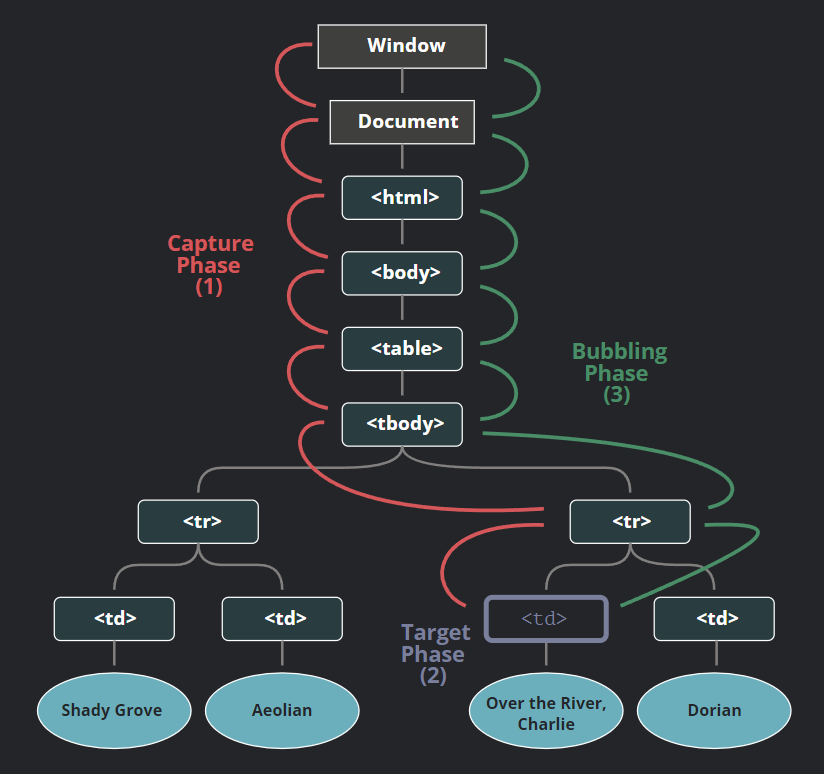 Window
Document
<html>
<body>
<table>
<tbody>
Capture
Phase
(1)
Bubbling
Phase
(3)
<tr>
<tr>
<td>
<td>
<td>
<td>
Target
Phase
(2)
Shady Grove
Aeolian
Over the River,
Charlie
Dorian